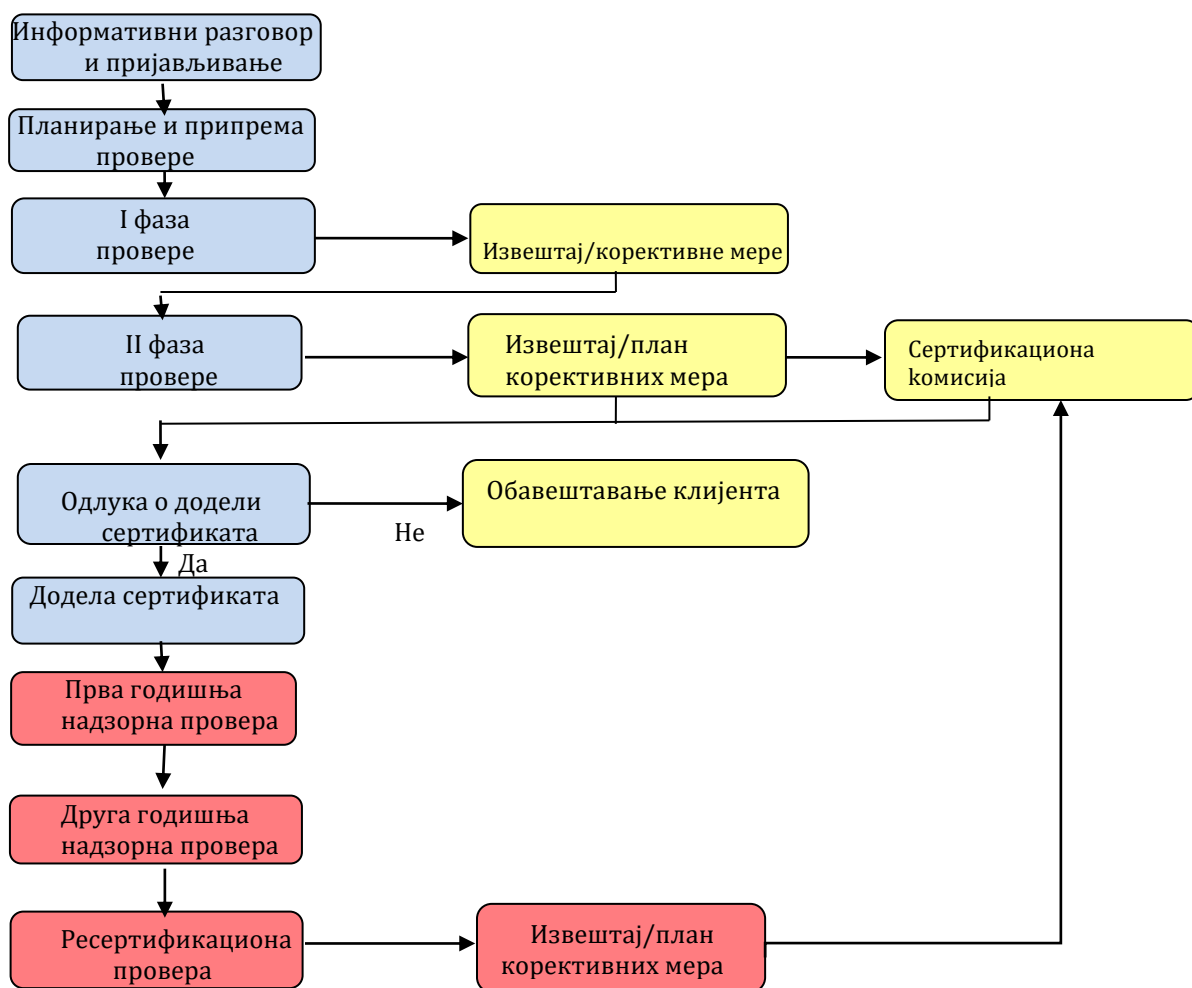 Информативни разговор
и пријављивање
Планирање и припрема
провере
I фаза
провере
Извештај/корективне мере
II фаза
провере
Извештај/план
корективних мера
Сертификациона
комисија
Одлука о додели
сертификата
Не
Обавештавање клијента
Да
Додела сертификата
Прва годишња
надзорна провера
Друга годишња
надзорна провера
Ресертификациона
провера
Извештај/план
корективних мера